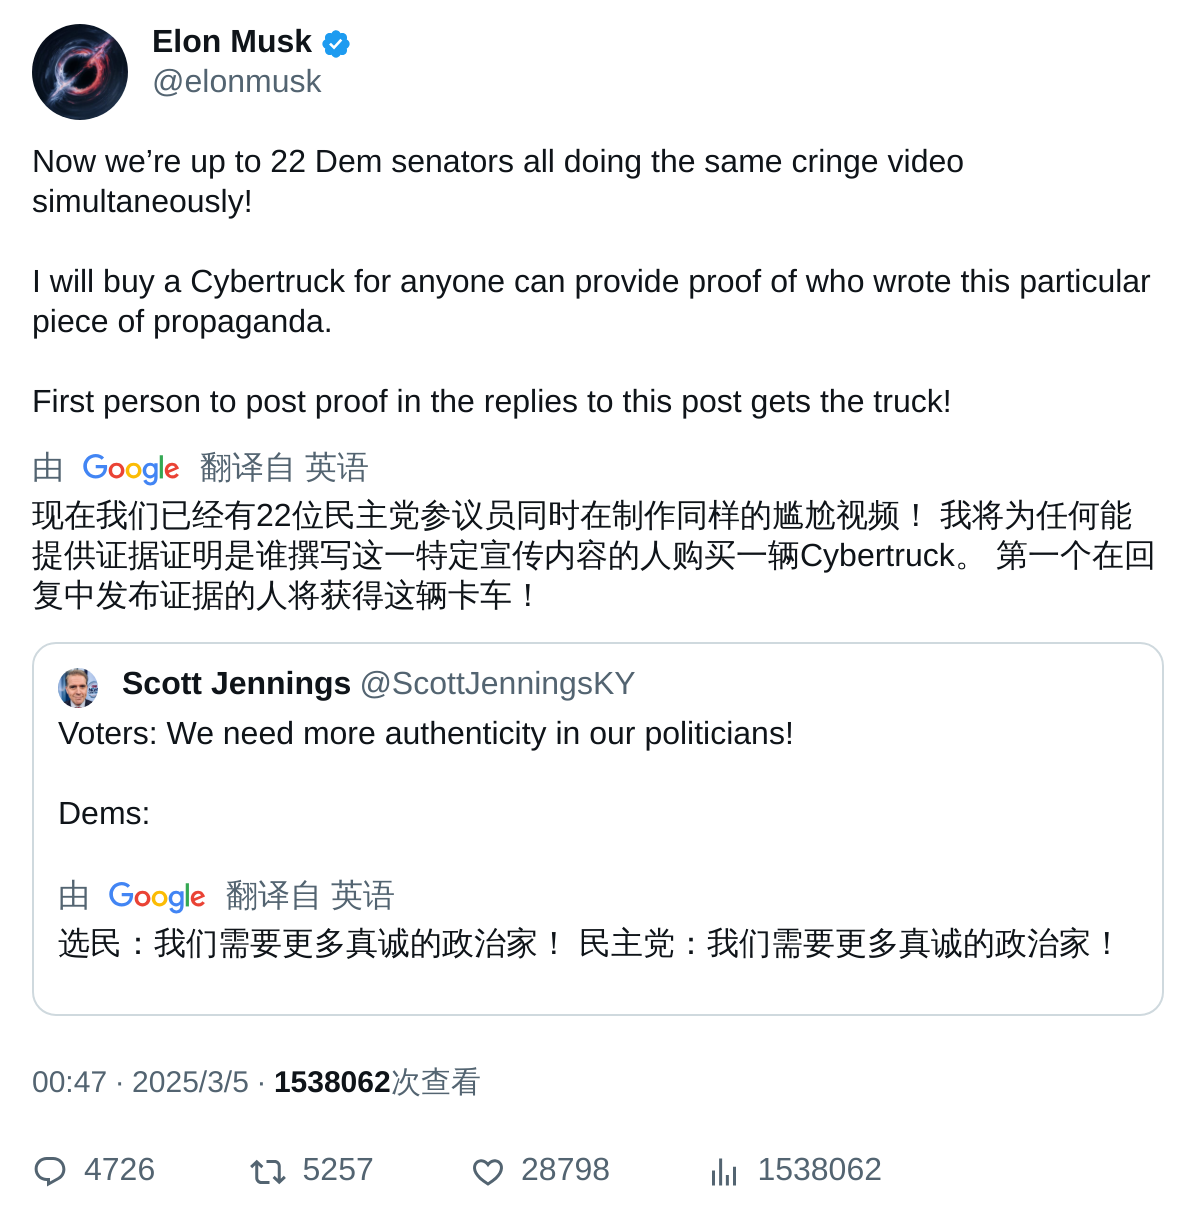 Elon Musk
@elonmusk
Now we’re up to 22 Dem senators all doing the same cringe video
simultaneously!
I will buy a Cybertruck for anyone can provide proof of who wrote this particular
piece of propaganda.
First person to post proof in the replies to this post gets the truck!
由 Google 翻译自 英语
现在我们已经有22位民主党参议员同时在制作同样的尴尬视频！ 我将为任何能
提供证据证明是谁撰写这一特定宣传内容的人购买一辆Cybertruck。 第一个在回
复中发布证据的人将获得这辆卡车！
Scott Jennings @ScottJenningsKY
Voters: We need more authenticity in our politicians!
Dems:
由 Google 翻译自 英语
选民：我们需要更多真诚的政治家！ 民主党：我们需要更多真诚的政治家！
00:47 · 2025/3/5 · 1538062次查看
4726 5257 28798 1538062